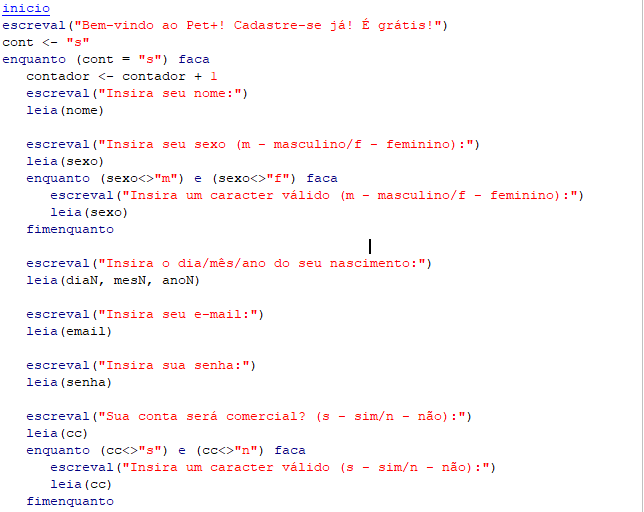 inicio
escreval("Bem-vindo ao Pet+! Cadastre-se já! É grátis!")
cont <- "s"
enquanto (cont = "s") faca
contador <- contador + 1
escreval("Insira seu nome:")
leia(nome)
escreval("Insira seu sexo (m - masculino/f - feminino):")
leia(sexo)
enquanto (sexo<>"m") e (sexo<>"f") faca
escreval("Insira um caracter válido (m - masculino/f - feminino):")
leia(sexo)
fimenquanto
escreval("Insira o dia/mês/ano do seu nascimento:")
leia(diaN, mesN, anoN)
escreval("Insira seu e-mail:")
leia(email)
escreval("Insira sua senha:")
leia(senha)
escreval("Sua conta será comercial? (s - sim/n - não):")
leia(cc)
enquanto (cc<>"s") e (cc<>"n") faca
escreval("Insira um caracter válido (s - sim/n - não):")
leia(cc)
fimenquanto